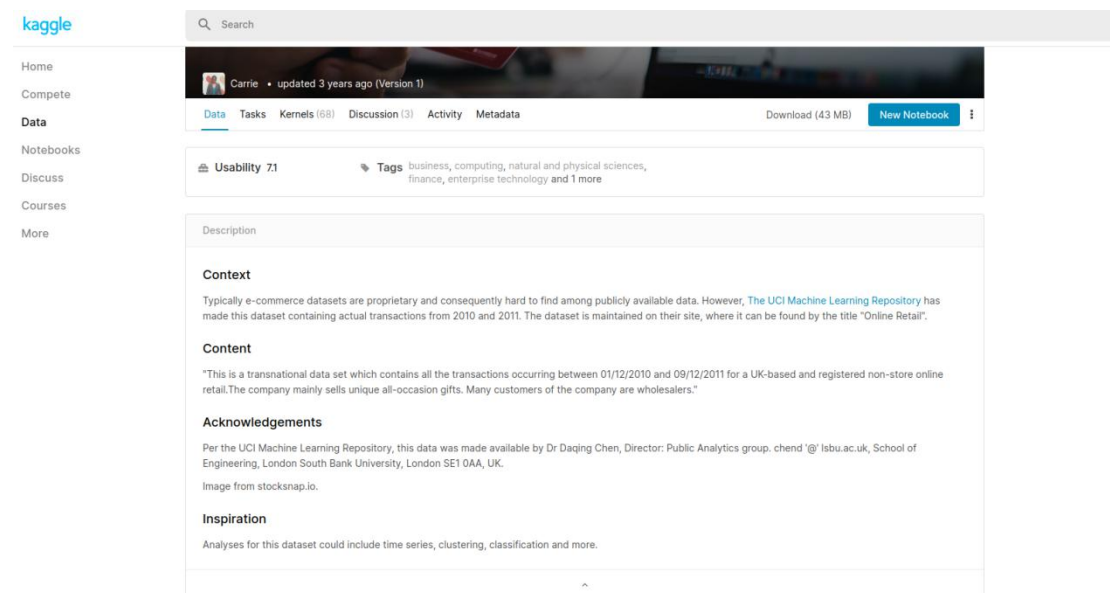 kaggle
Search
Home
Compete
Data
Notebooks
Discuss
Courses
More
Carrie • updated 3 years ago (Version 1)
Data Tasks Kernels (68) Discussion (3) Activity Metadata Download (43 MB) New Notebook
Usability 7.1 Tags business, computing, natural and physical sciences,
finance, enterprise technology and 1 more
Description
Context
Typically e-commerce datasets are proprietary and consequently hard to find among publicly available data. However, The UCI Machine Learning Repository has
made this dataset containing actual transactions from 2010 and 2011. The dataset is maintained on their site, where it can be found by the title "Online Retail".
Content
"This is a transnational data set which contains all the transactions occurring between 01/12/2010 and 09/12/2011 for a UK-based and registered non-store online
retail.The company mainly sells unique all-occasion gifts. Many customers of the company are wholesalers."
Acknowledgements
Per the UCI Machine Learning Repository, this data was made available by Dr Daqing Chen, Director: Public Analytics group. chend '@' lsbu.ac.uk, School of
Engineering, London South Bank University, London SE1 0AA, UK.
Image from stocksnap.io.
Inspiration
Analyses for this dataset could include time series, clustering, classification and more.